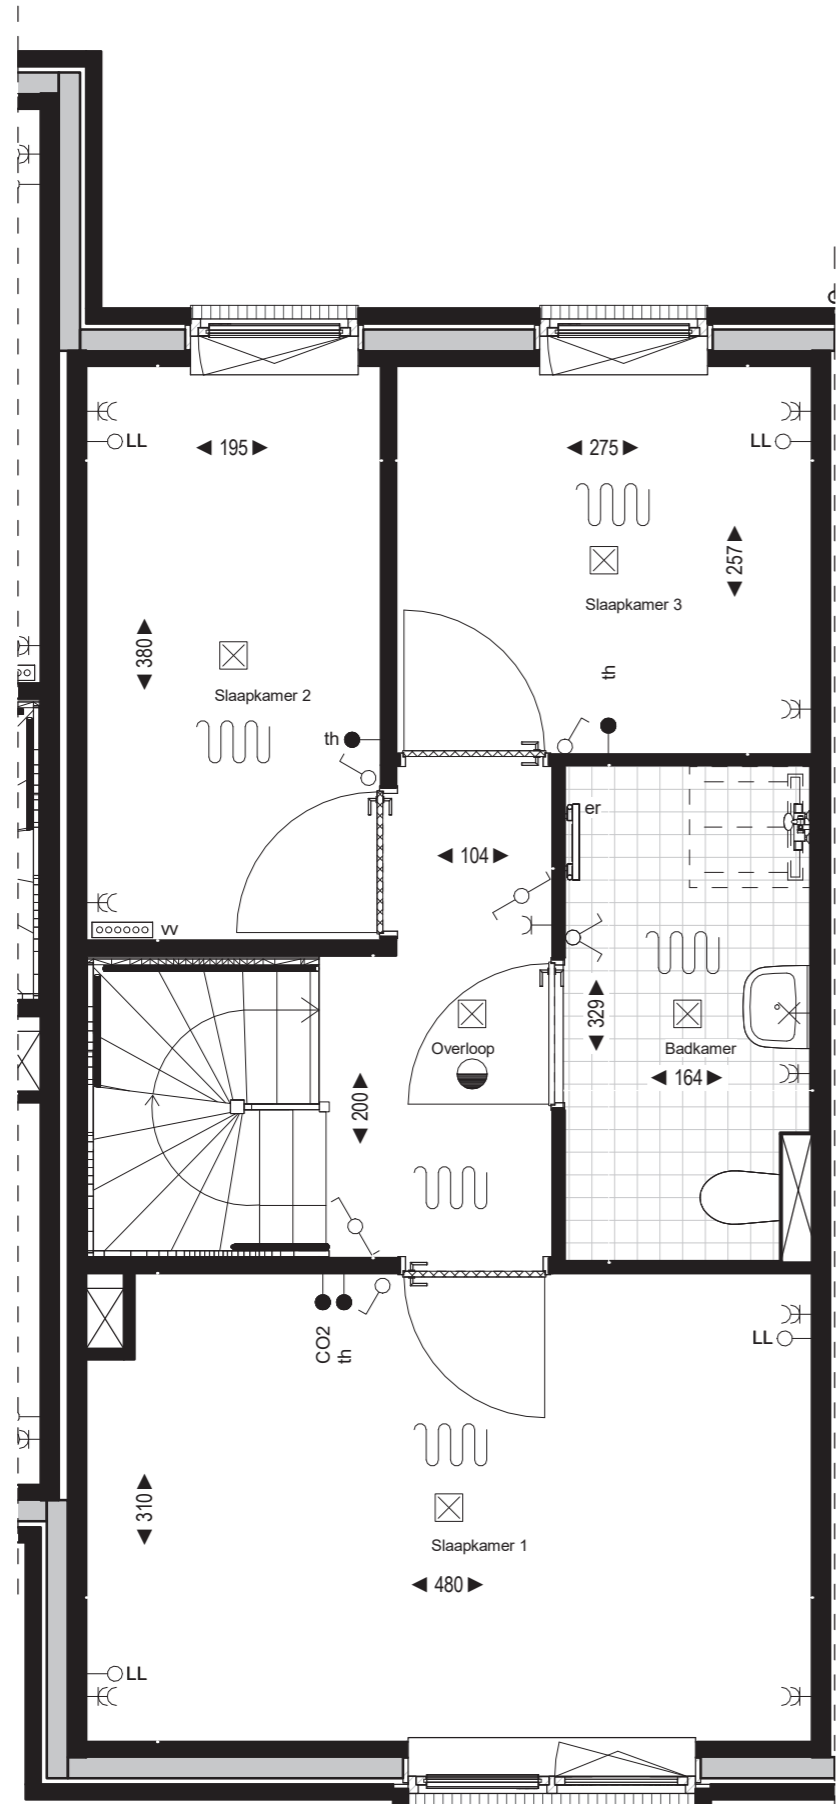 LL
195
275
LL
257
Slaapkamer 3
380
Slaapkamer 2
th
th
er
104
vv
329
Overloop
Badkamer
164
200
CO2
th
LL
310
Slaapkamer 1
480
LL